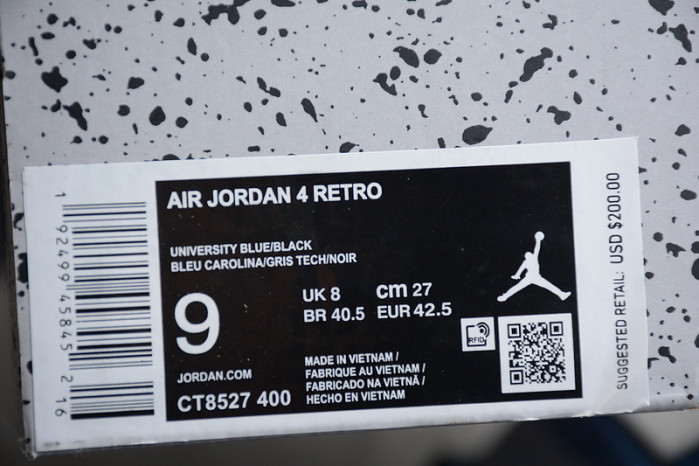 AIR JORDAN 4 RETRO
UNIVERSITY BLUE/BLACK
BLEU CAROLINA/GRIS TECH/NOIR
9
UK 8 cm 27
BR 40.5 EUR 42.5
RFID
JORDAN.COM
CT8527 400
MADE IN VIETNAM /
FABRIQUE AU VIETNAM /
FABRICADO NA VIETNÃ /
HECHO EN VIETNAM
SUGGESTED RETAIL: USD $200.00
1 92499 45845 2 16